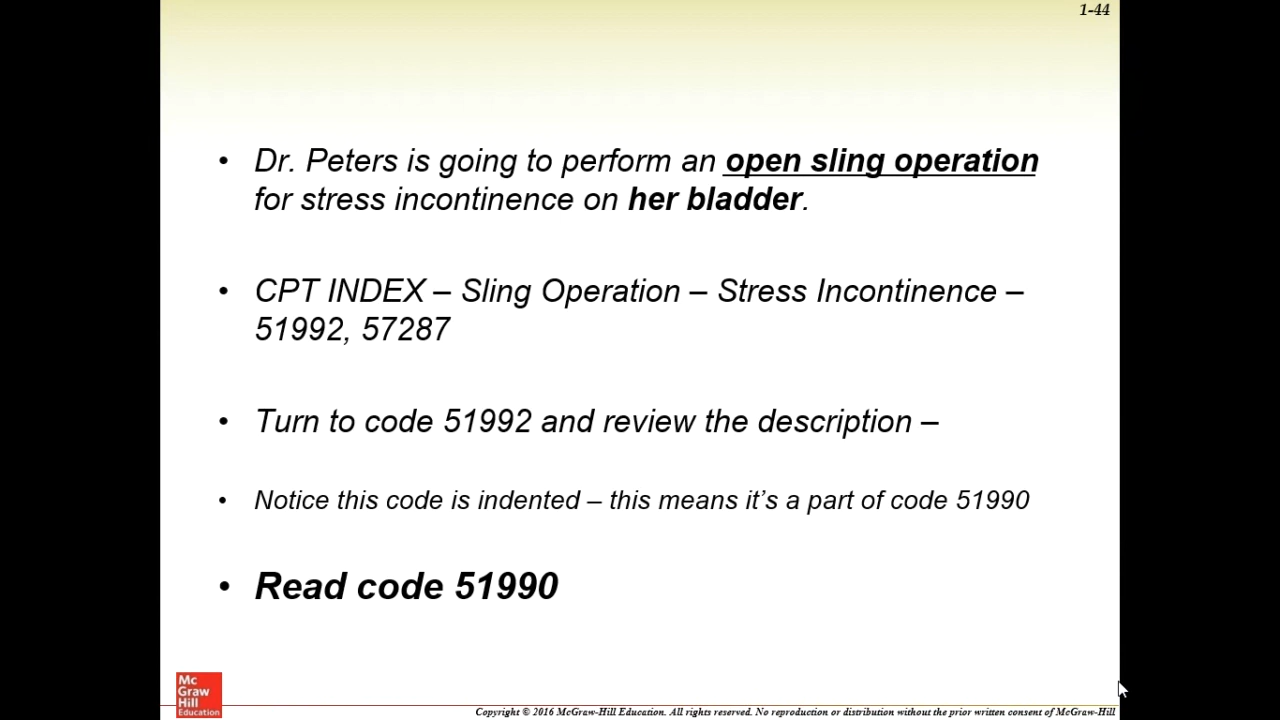 1-44
• Dr. Peters is going to perform an open sling operation
for stress incontinence on her bladder.
• CPT INDEX – Sling Operation – Stress Incontinence –
51992, 57287
• Turn to code 51992 and review the description –
• Notice this code is indented – this means it’s a part of code 51990
• Read code 51990
Mc
Graw
Hill
Education
Copyright © 2016 McGraw-Hill Education. All rights reserved. No reproduction or distribution without the prior written consent of McGraw-Hill